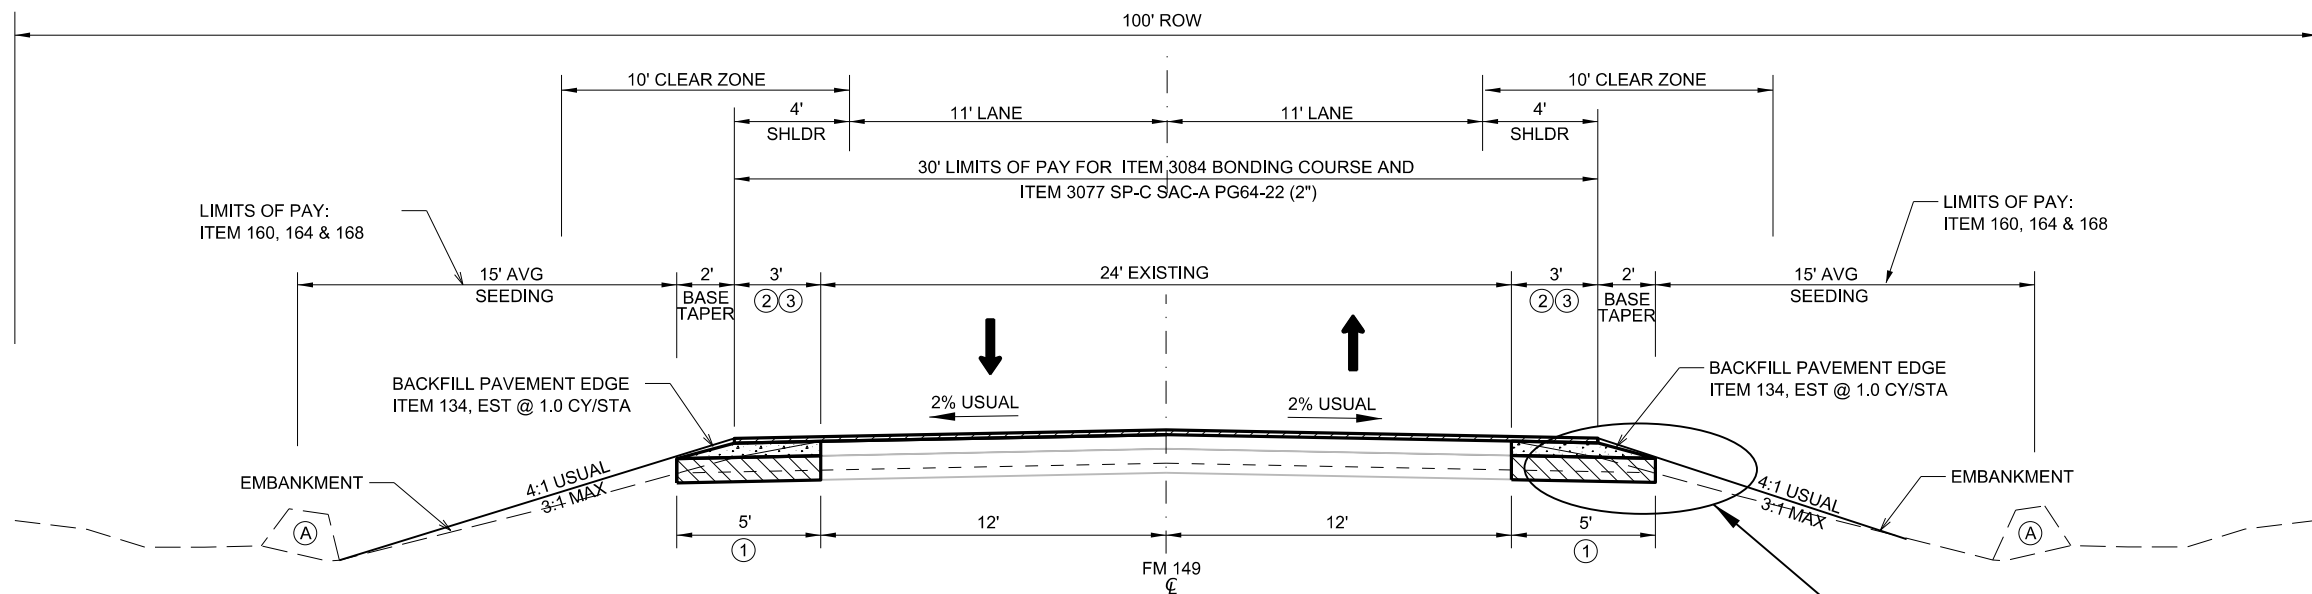 100' ROW
10' CLEAR ZONE
10' CLEAR ZONE
4'
SHLDR
11' LANE
11' LANE
4'
SHLDR
30' LIMITS OF PAY FOR ITEM 3084 BONDING COURSE AND
ITEM 3077 SP-C SAC-A PG64-22 (2")
LIMITS OF PAY:
ITEM 160, 164 & 168
LIMITS OF PAY:
ITEM 160, 164 & 168
15' AVG
SEEDING
2'
BASE
TAPER
3'
2 3
24' EXISTING
3'
2 3
2'
BASE
TAPER
15' AVG
SEEDING
BACKFILL PAVEMENT EDGE
ITEM 134, EST @ 1.0 CY/STA
2% USUAL
2% USUAL
BACKFILL PAVEMENT EDGE
ITEM 134, EST @ 1.0 CY/STA
EMBANKMENT
4:1 USUAL
3:1 MAX
4:1 USUAL
3:1 MAX
EMBANKMENT
A
5'
1
12'
12'
5'
1
A
FM 149
℄